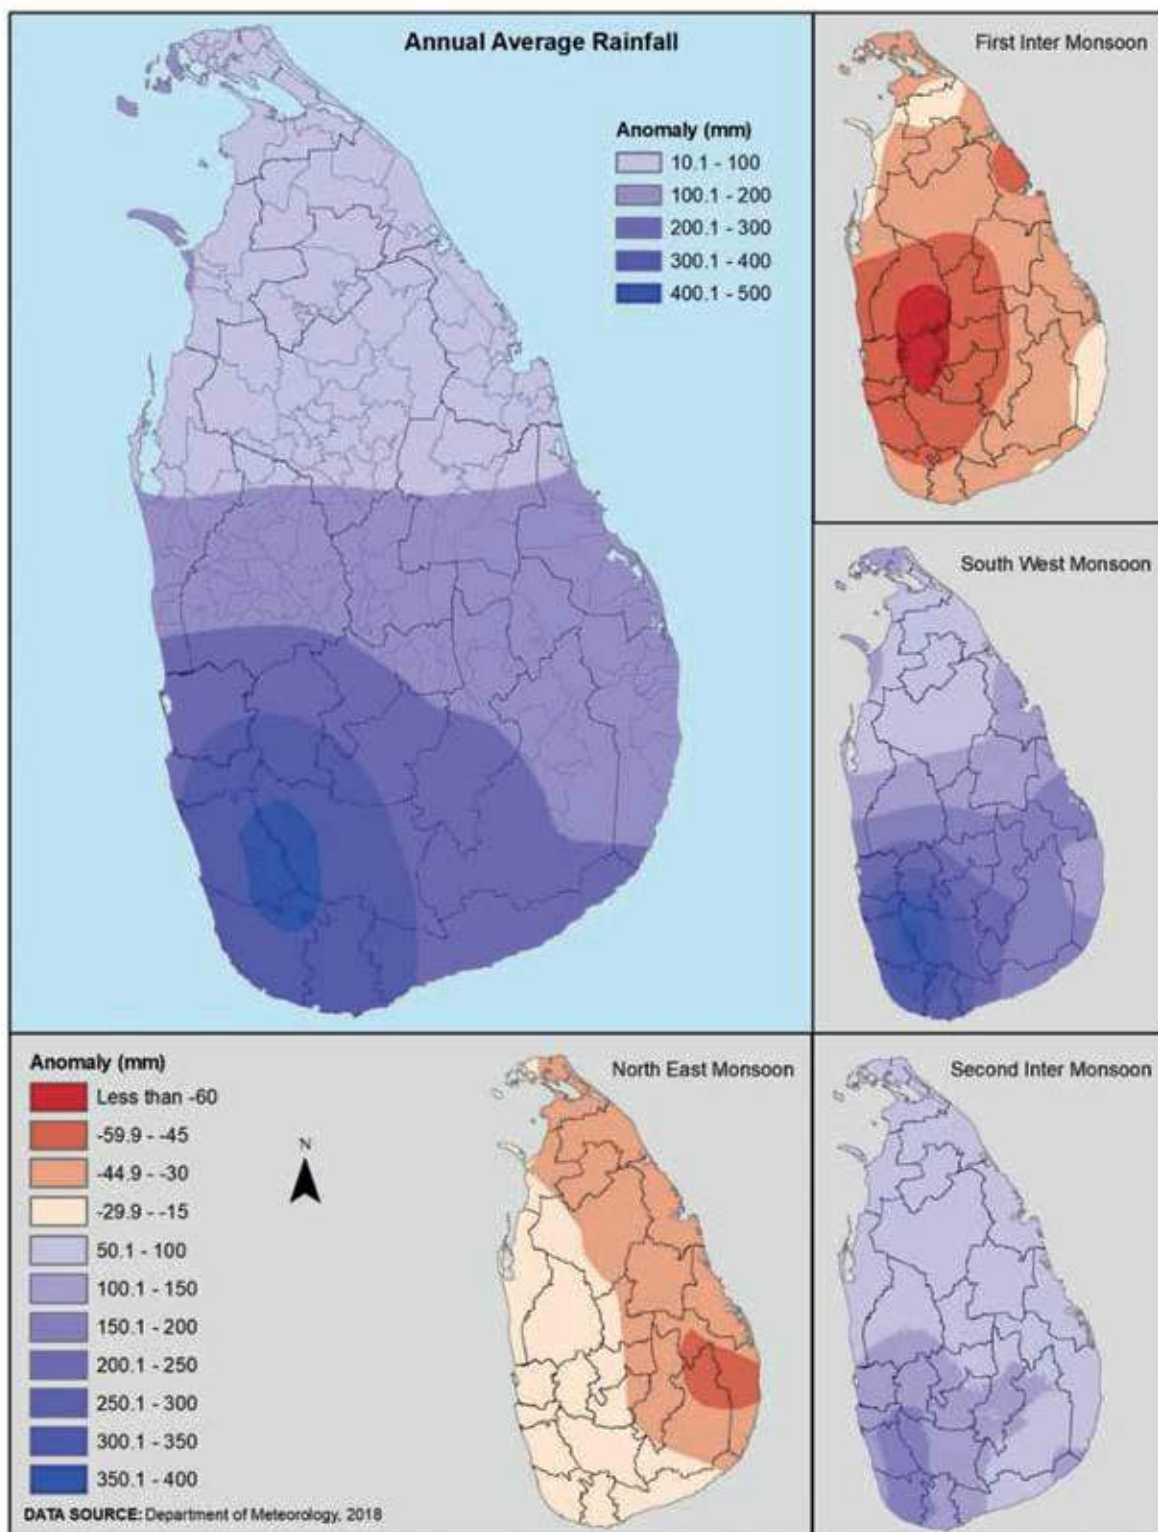 Annual Average Rainfall
Anomaly (mm)
10.1 - 100
100.1 - 200
200.1 - 300
300.1 - 400
400.1 - 500
First Inter Monsoon
South West Monsoon
Anomaly (mm)
Less than -60
-59.9 - -45
-44.9 - -30
-29.9 - -15
50.1 - 100
100.1 - 150
150.1 - 200
200.1 - 250
250.1 - 300
300.1 - 350
350.1 - 400
DATA SOURCE: Department of Meteorology, 2018
N
North East Monsoon
Second Inter Monsoon